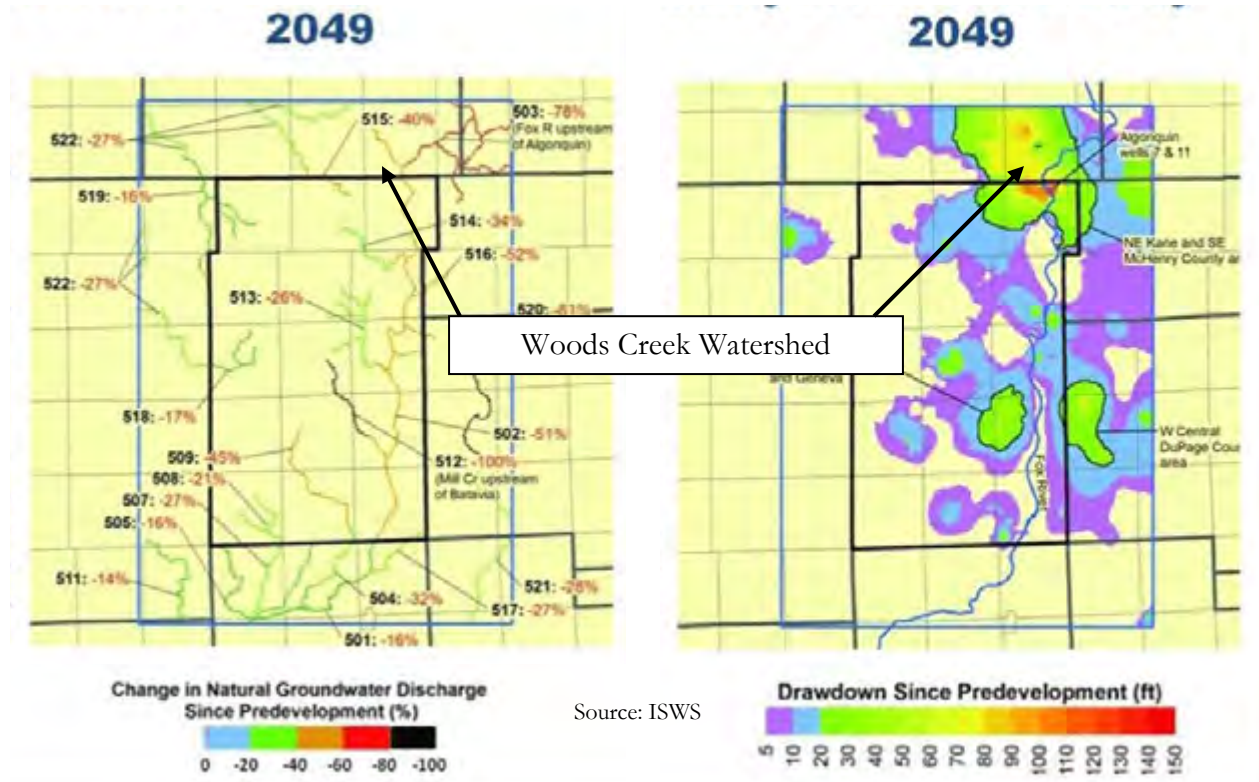 2049
2049
515: -40%
503: -78%
(Fox R upstream
of Algonquin)
522: -27%
519: -16%
514: -34%
516: -52%
522: -27%
513: -26%
520: -61%
518: -17%
502: -51%
509: -45%
512: -100%
(Mill Cr upstream
of Batavia)
508: -21%
507: -27%
505: -16%
511: -14%
504: -32%
521: -28%
517: -27%
501: -16%
Woods Creek Watershed
Algonquin
wells 7 & 11
NE Kane and SE
McHenry County
and Geneva
W Central
DuPage
area
Fox River
Change in Natural Groundwater Discharge
Since Predevelopment (%)
0 -20 -40 -60 -80 -100
Source: ISWS
Drawdown Since Predevelopment (ft)
5 10 20 30 40 50 60 70 80 90 100 110 120 130 140 150